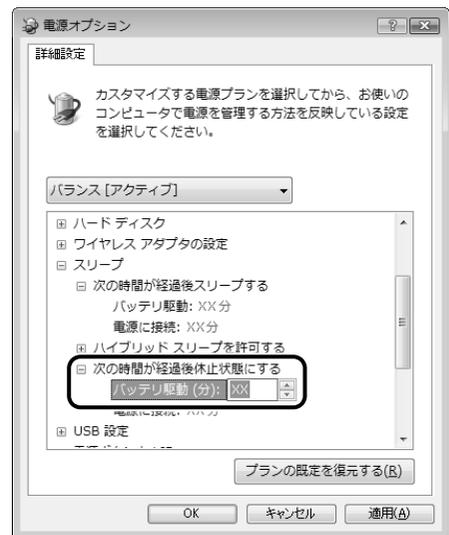 電源オプション
詳細設定
カスタマイズする電源プランを選択してから、お使いの
コンピュータで電源を管理する方法を反映している設定
を選択してください。
バランス [アクティブ]
ハード ディスク
ワイヤレス アダプタの設定
スリープ
次の時間が経過後スリープする
バッテリ駆動: XX分
電源に接続: XX分
ハイブリッド スリープを許可する
次の時間が経過後休止状態にする
バッテリ駆動 (分): XX
USB 設定
プランの既定を復元する(R)
OK キャンセル 適用(A)